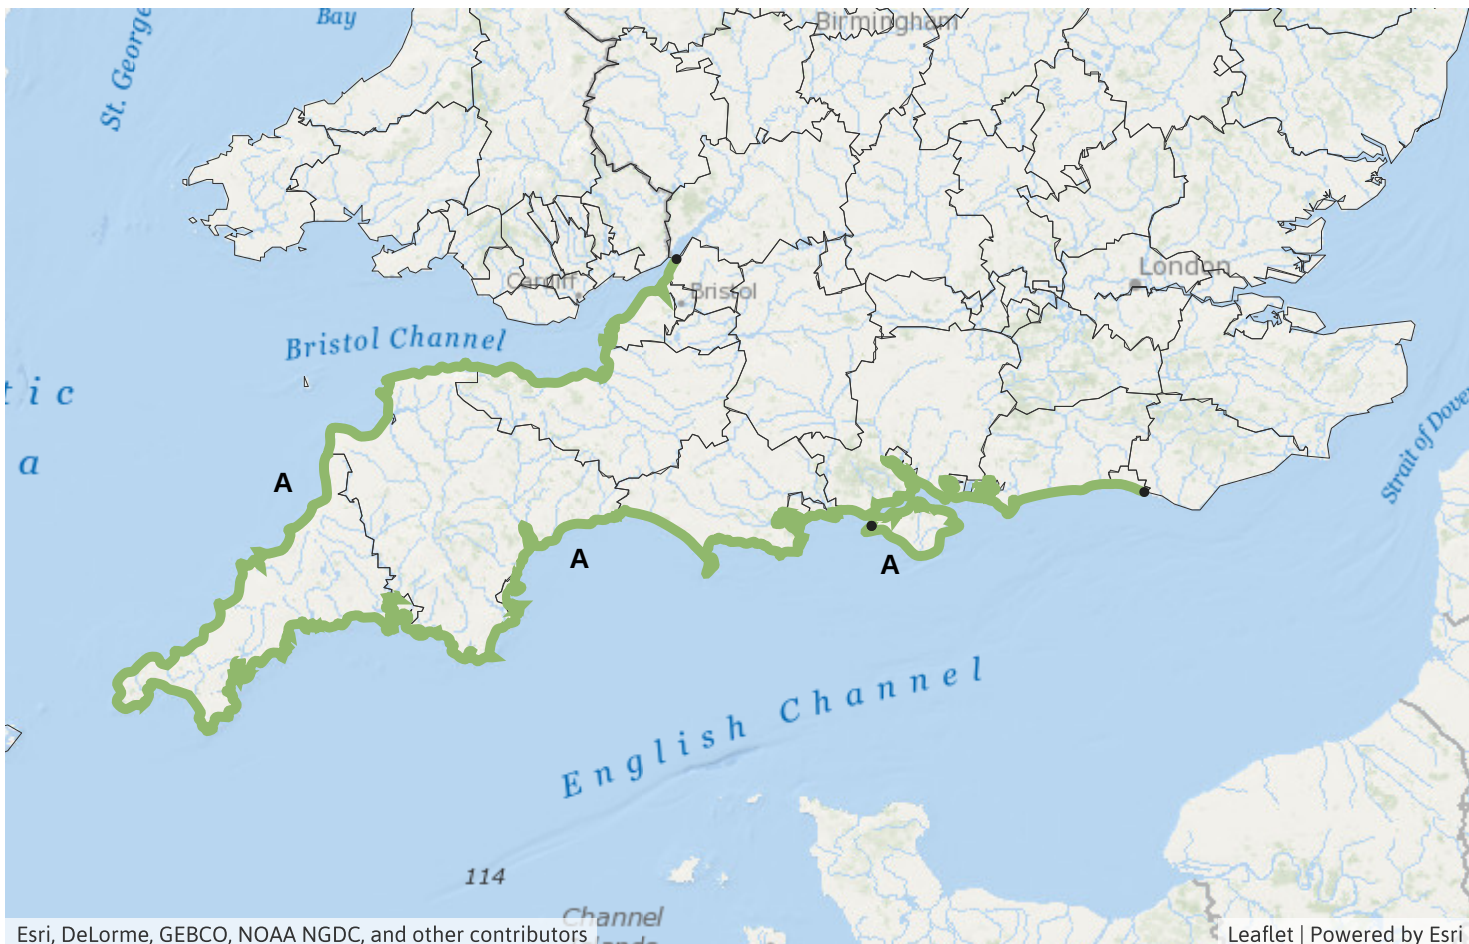 Bay
Birmingham
St. George
London
Cardiff
Bristol
Bristol Channel
tic
a
Strait of Dover
A
A
A
English Channel
114
Channel
Esri, DeLorme, GEBCO, NOAA NGDC, and other contributors
Leaflet | Powered by Esri